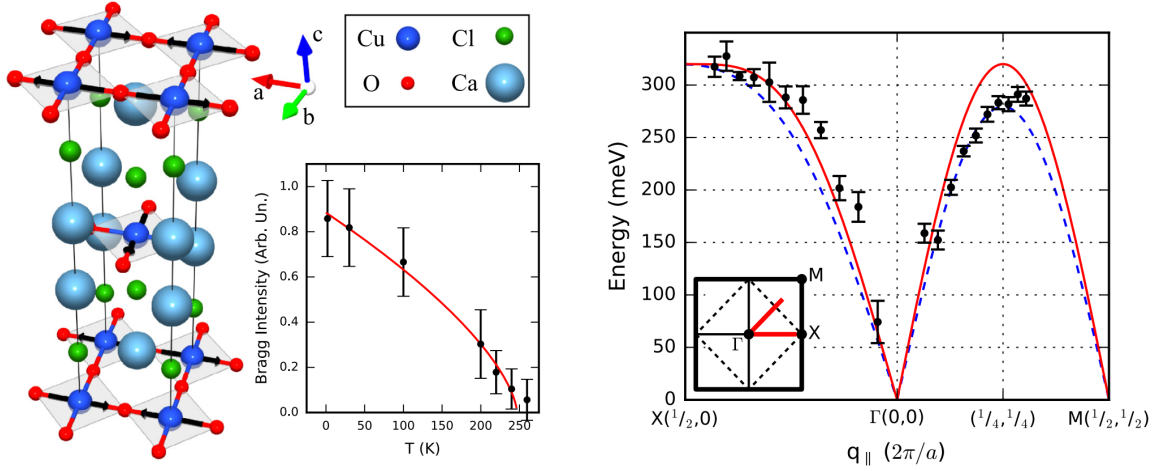 Cu
Cl
O
Ca
c
a
b
Bragg Intensity (Arb. Un.)
1.0
0.8
0.6
0.4
0.2
0.0
0 50 100 150 200 250
T (K)
Energy (meV)
300
250
200
150
100
50
0
M
X
Γ
X(¹/₂,0)
Γ(0,0)
(¹/₄,¹/₄)
M(¹/₂,¹/₂)
q∥ (2π/a)